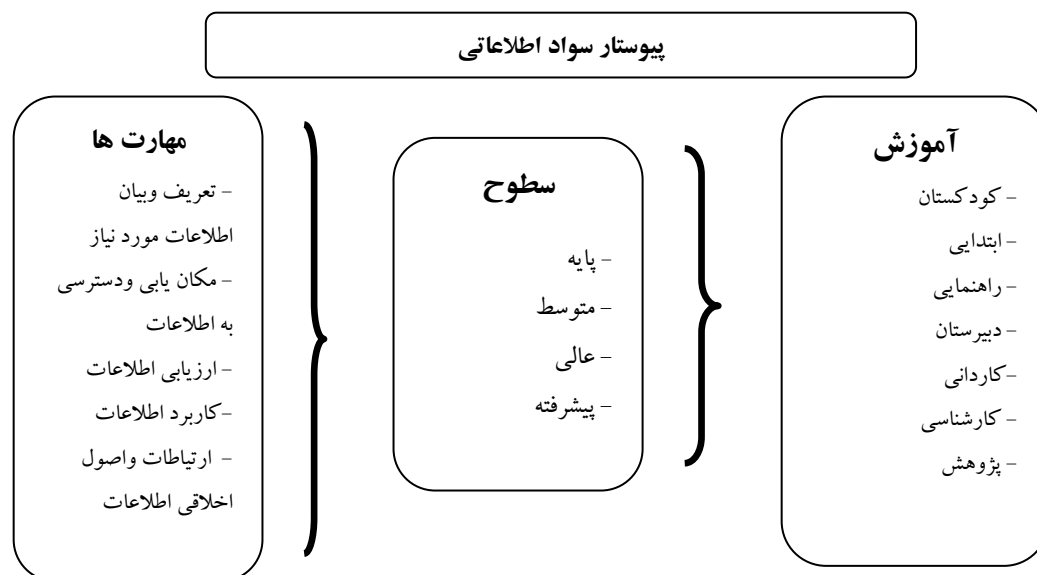 پیوستار سواد اطلاعاتی
آموزش
– کودکستان
– ابتدایی
– راهنمایی
– دبیرستان
–کاردانی
– کارشناسی
– پژوهش
سطوح
– پایه
– متوسط
– عالی
– پیشرفته
مهارت ها
– تعریف وبیان
اطلاعات مورد نیاز
– مکان یابی ودسترسی
به اطلاعات
– ارزیابی اطلاعات
–کاربرد اطلاعات
– ارتباطات واصول
اخلاقی اطلاعات